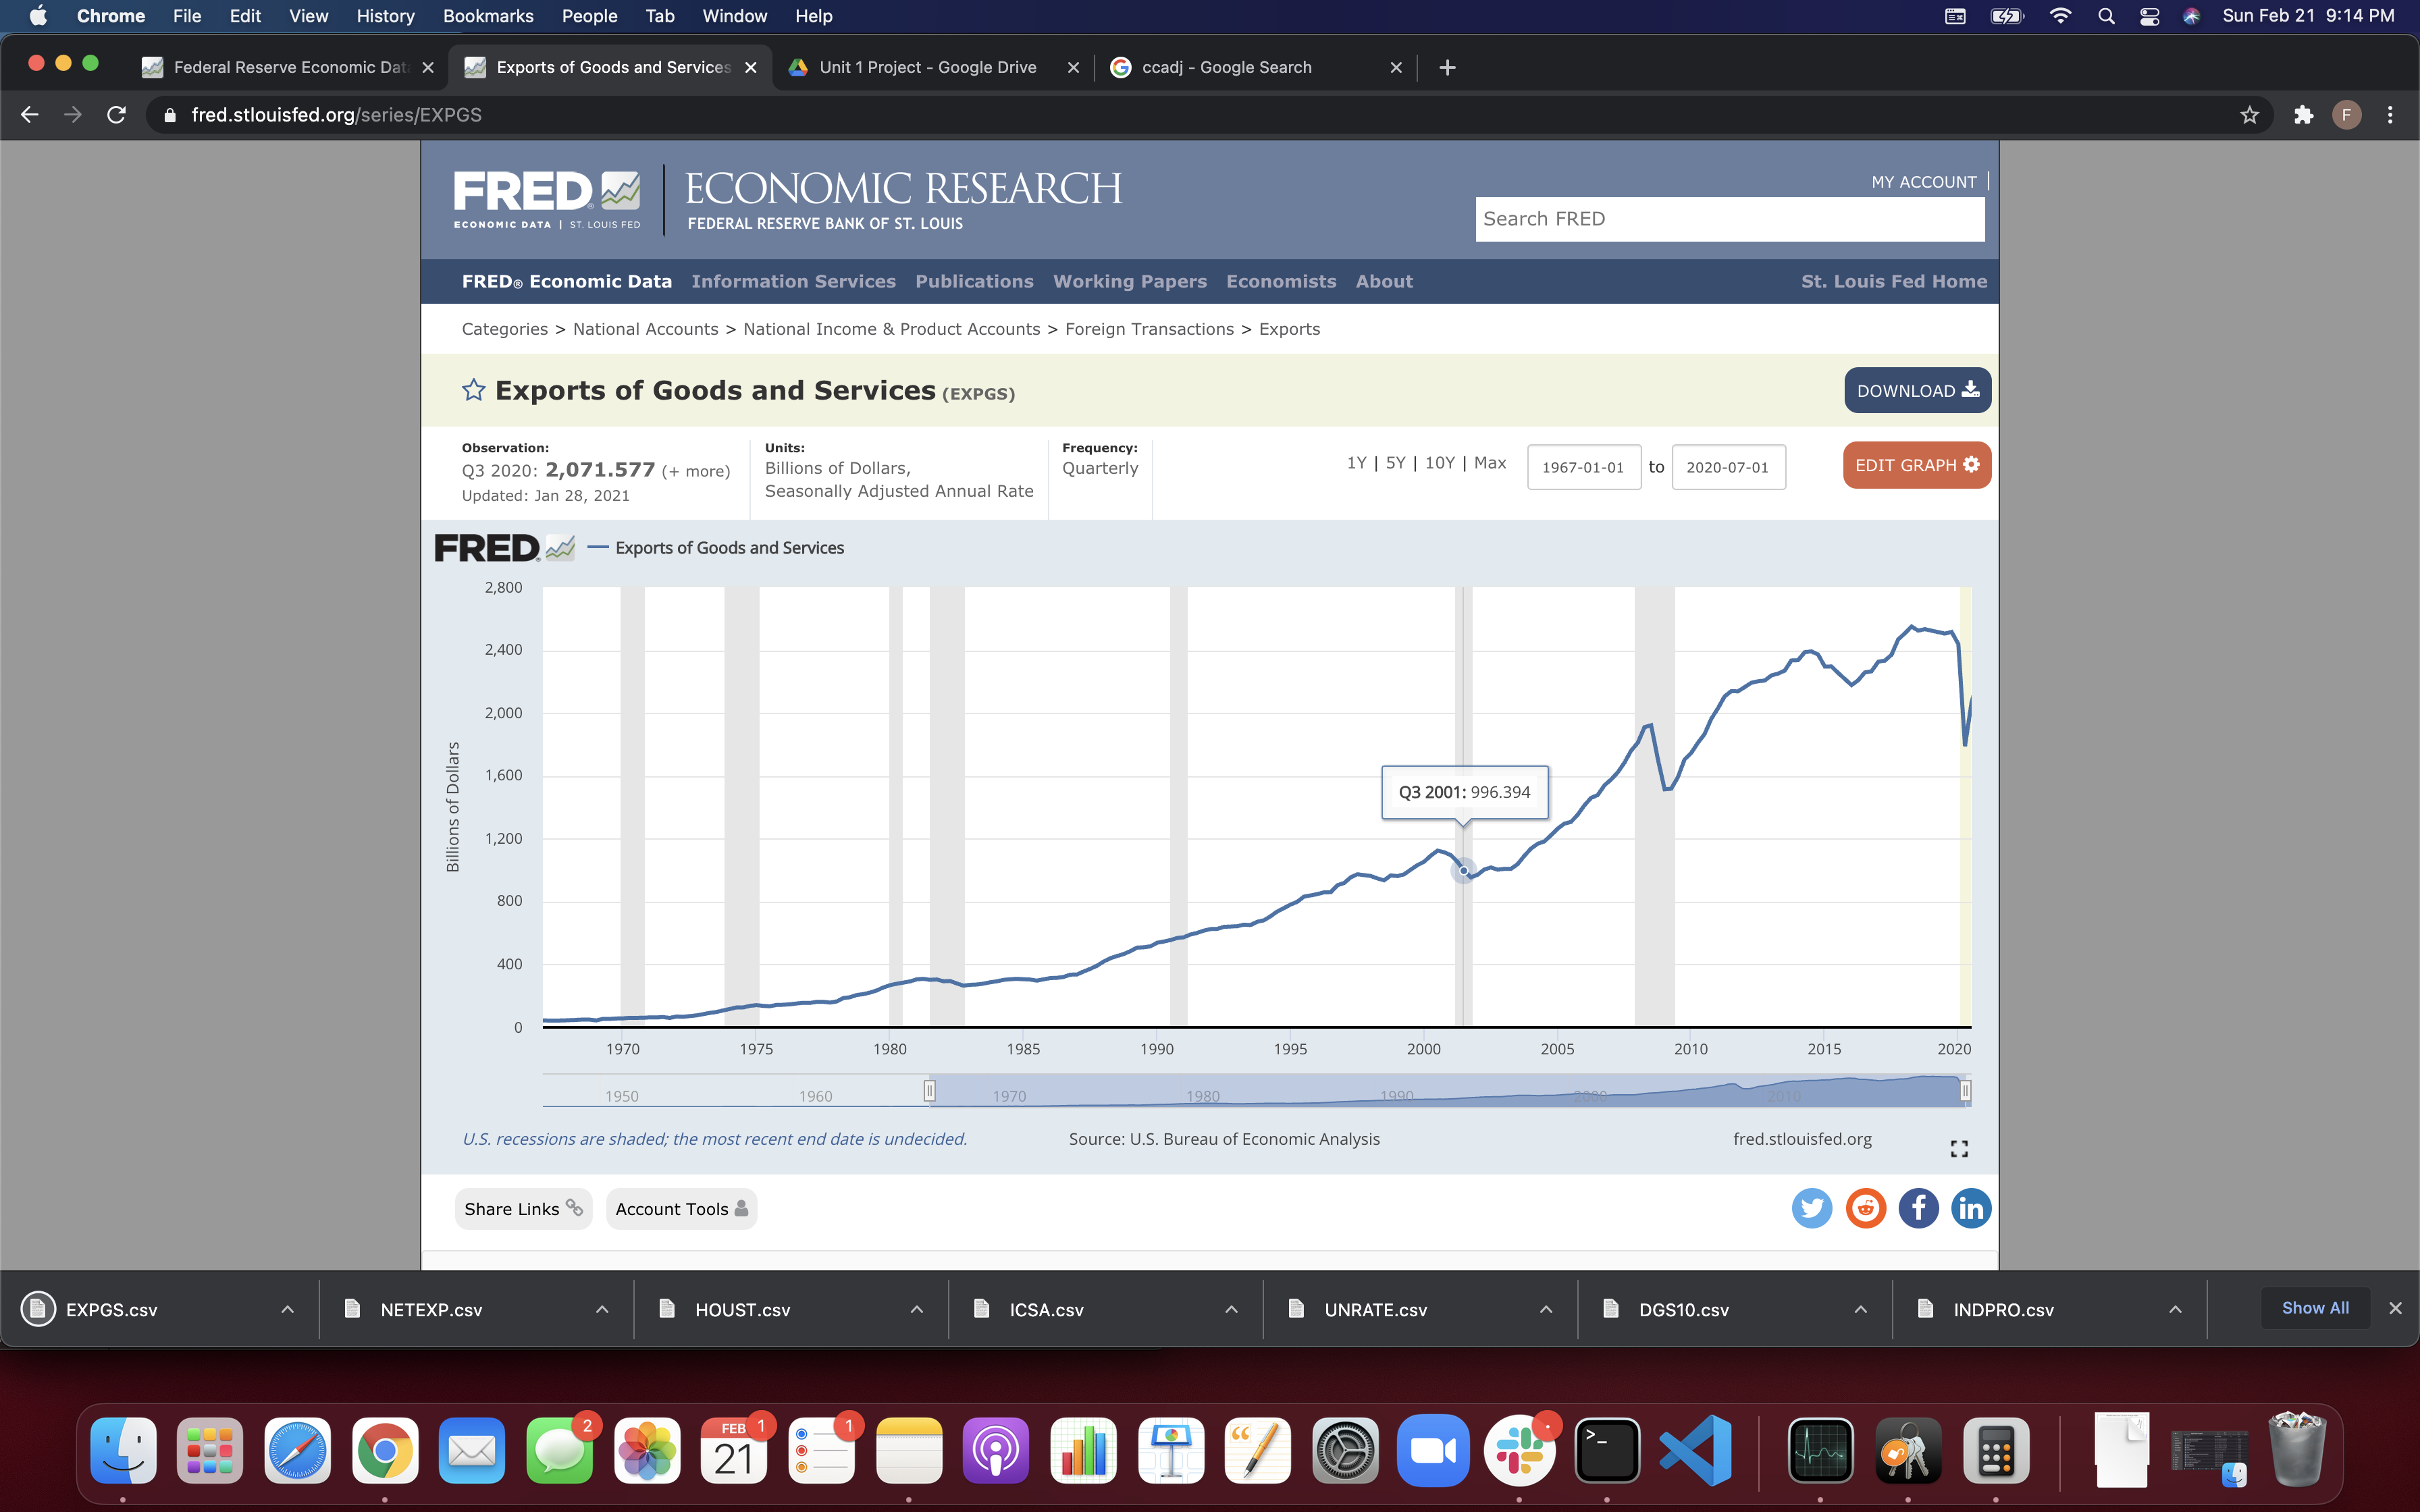 Chrome File Edit View History Bookmarks People Tab Window Help Sun Feb 21 9:14 PM
Federal Reserve Economic Dat Exports of Goods and Services Unit 1 Project - Google Drive ccadj - Google Search
fred.stlouisfed.org/series/EXPGS F
FRED® ECONOMIC RESEARCH
ECONOMIC DATA | ST. LOUIS FED FEDERAL RESERVE BANK OF ST. LOUIS
MY ACCOUNT
Search FRED
FRED® Economic Data Information Services Publications Working Papers Economists About St. Louis Fed Home
Categories > National Accounts > National Income & Product Accounts > Foreign Transactions > Exports
Exports of Goods and Services (EXPGS) DOWNLOAD
Observation:
Q3 2020: 2,071.577 (+ more)
Updated: Jan 28, 2021
Units:
Billions of Dollars,
Seasonally Adjusted Annual Rate
Frequency:
Quarterly
1Y | 5Y | 10Y | Max 1967-01-01 to 2020-07-01 EDIT GRAPH
FRED Exports of Goods and Services
2,800
2,400
2,000
1,600
1,200
800
400
0
Billions of Dollars
Q3 2001: 996.394
1970 1975 1980 1985 1990 1995 2000 2005 2010 2015 2020
1950 1960 1970 1980 1990 2000 2010
U.S. recessions are shaded; the most recent end date is undecided. Source: U.S. Bureau of Economic Analysis fred.stlouisfed.org
Share Links Account Tools
EXPGS.csv NETEXP.csv HOUST.csv ICSA.csv UNRATE.csv DGS10.csv INDPRO.csv Show All
2 FEB 21 1 1